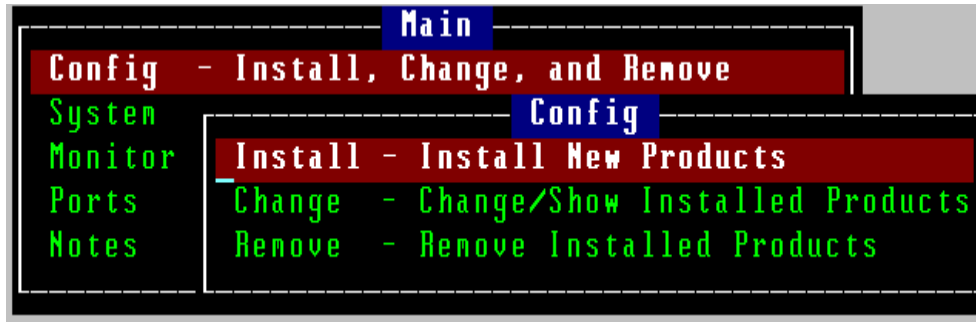 Main
Config - Install, Change, and Remove
System
Config
Monitor
Install - Install New Products
Ports
Change - Change/Show Installed Products
Notes
Remove - Remove Installed Products